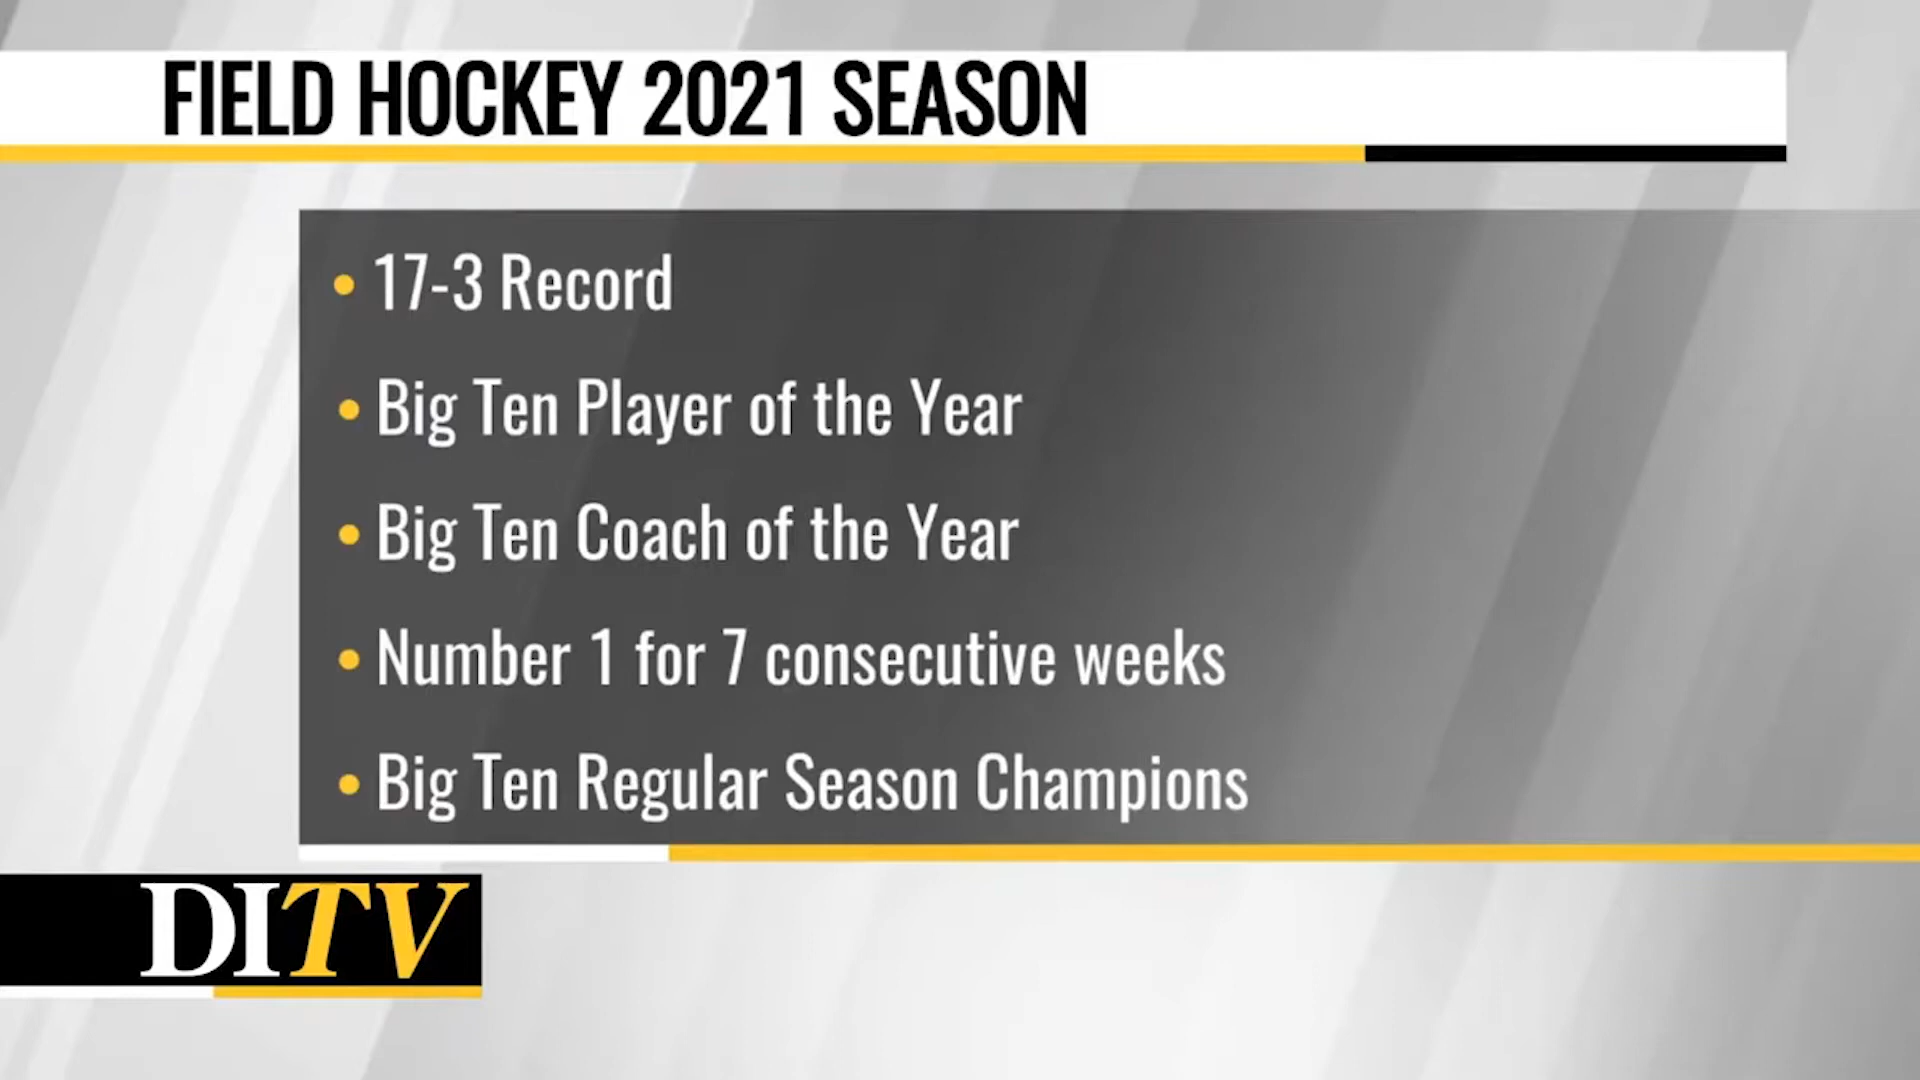 FIELD HOCKEY 2021 SEASON
• 17-3 Record
• Big Ten Player of the Year
• Big Ten Coach of the Year
• Number 1 for 7 consecutive weeks
• Big Ten Regular Season Champions
DITV